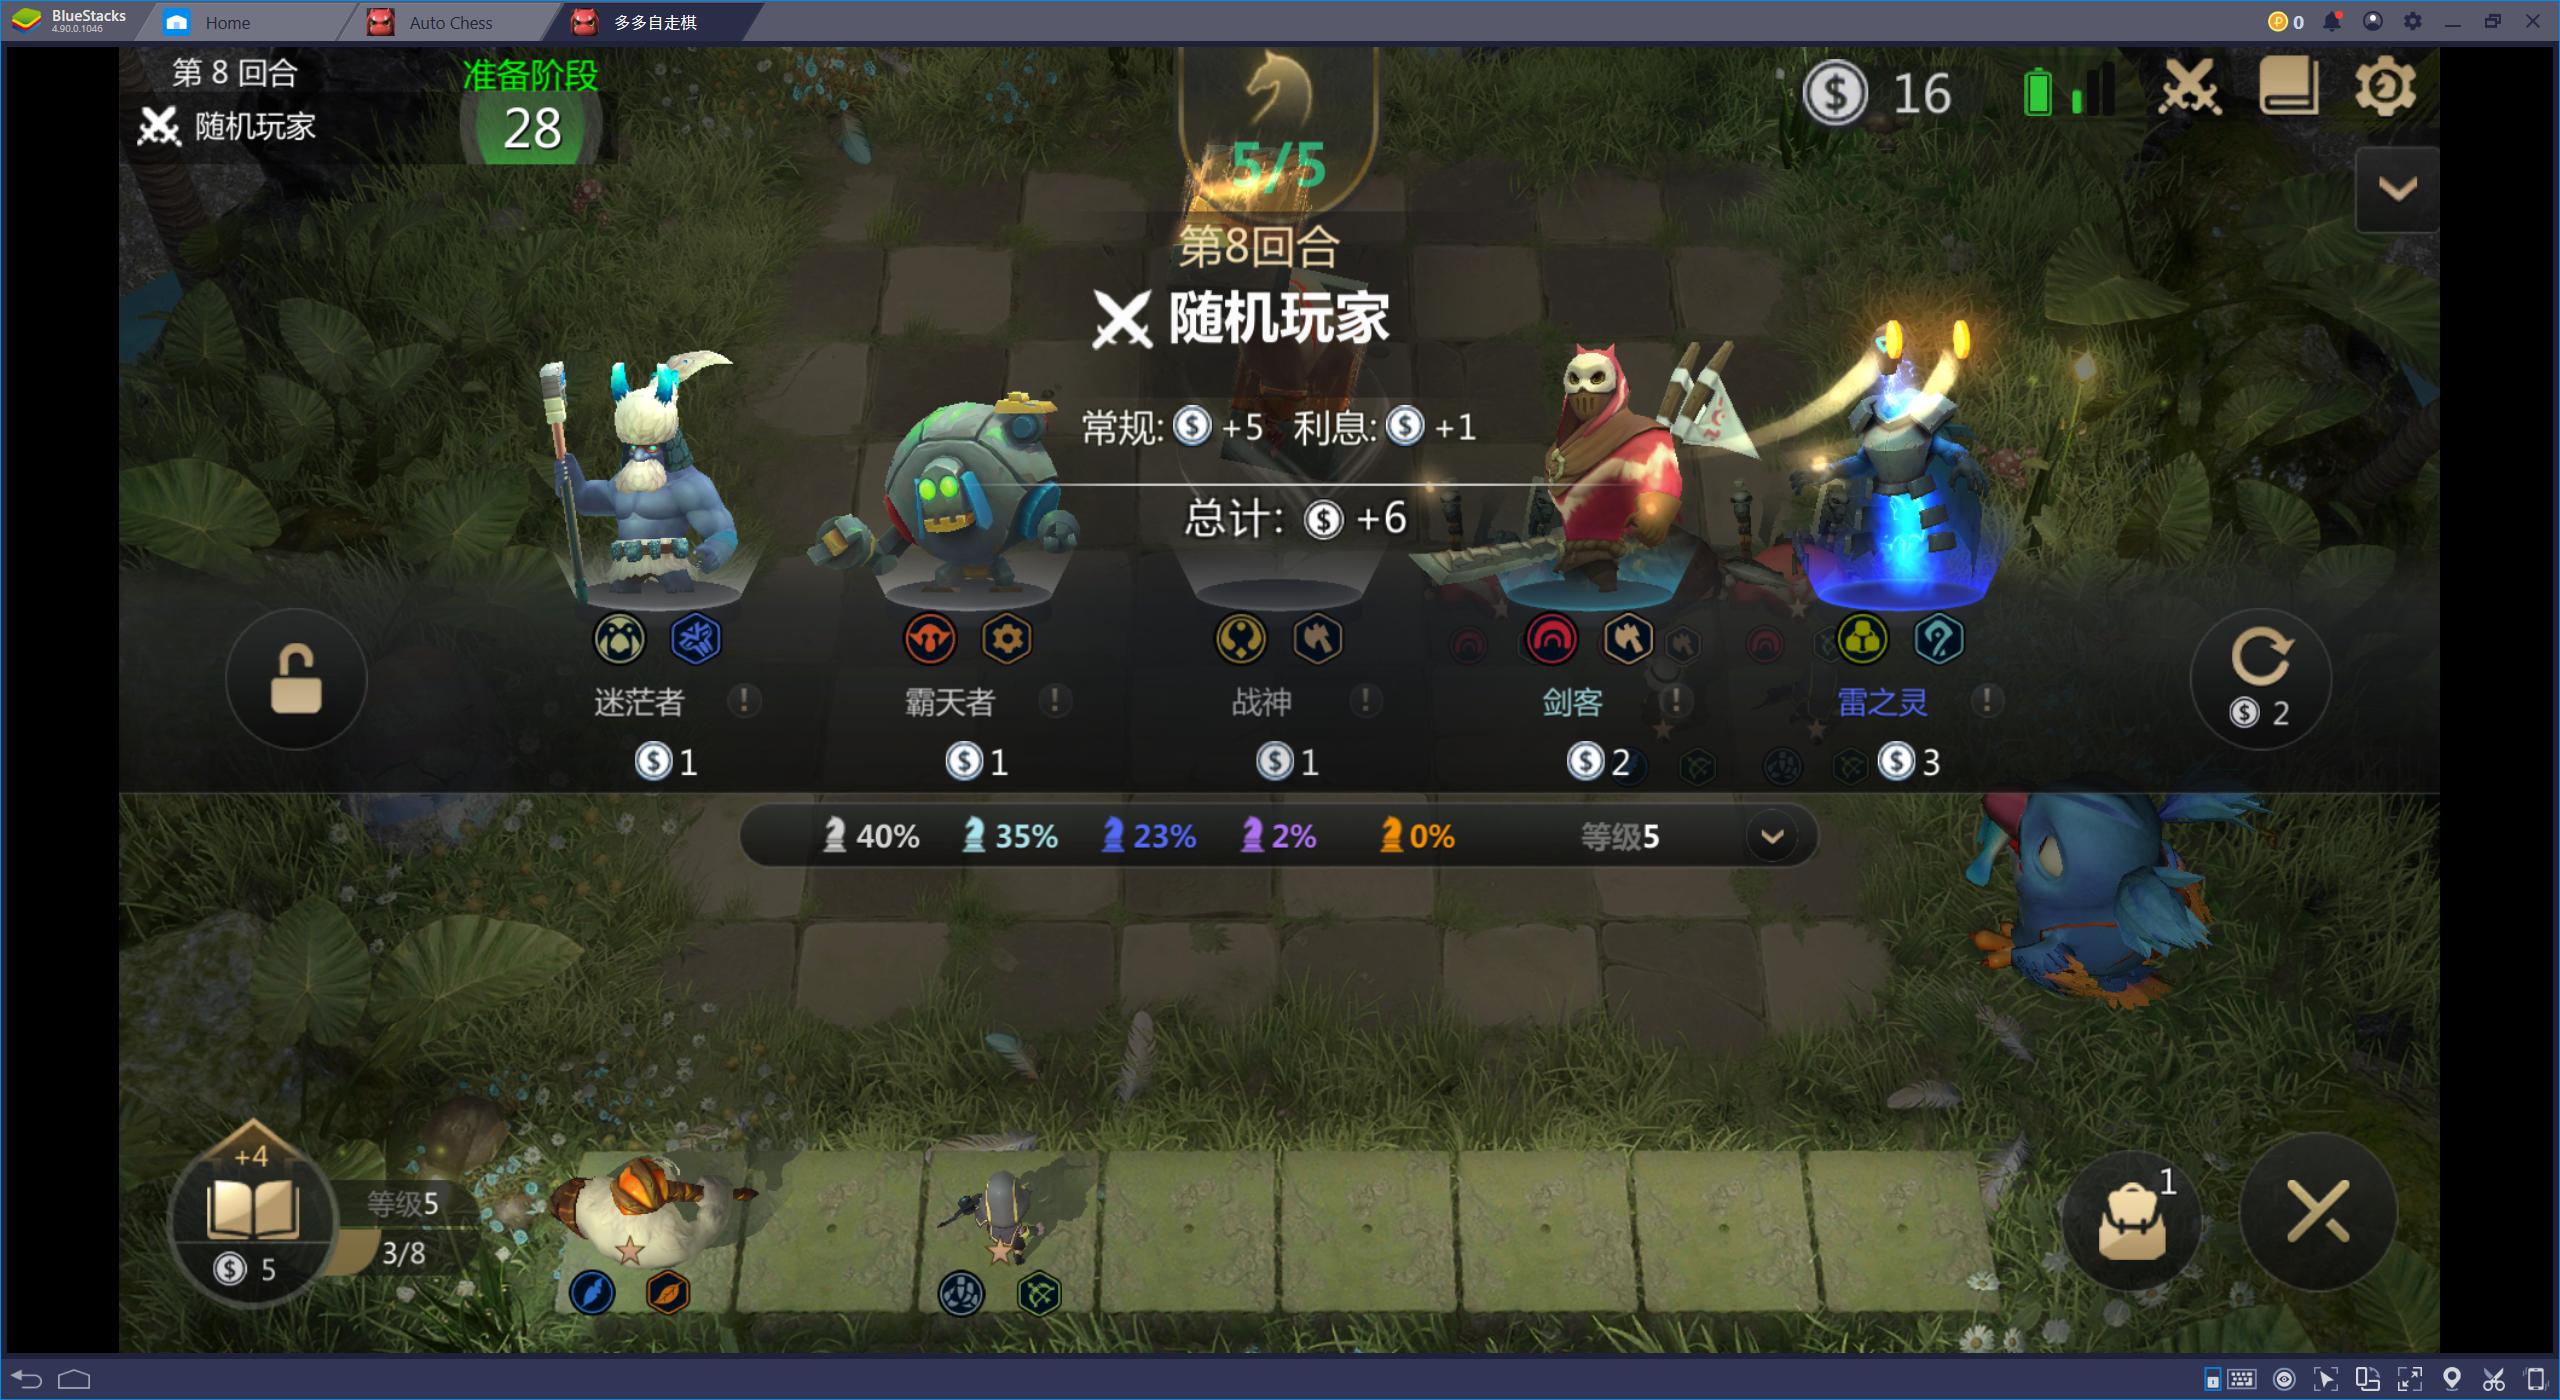 BlueStacks
4.90.0.1046
Home
Auto Chess
多多自走棋
0
第 8 回合
随机玩家
准备阶段
28
5/5
16
第8回合
随机玩家
常规: $ +5 利息: $ +1
总计: $ +6
迷茫者 !
霸天者 !
战神 !
剑客 !
雷之灵 !
$ 1
$ 1
$ 1
$ 2
$ 3
$ 2
40% 35% 23% 2% 0% 等级5
+4
等级5
3/8
$ 5
1